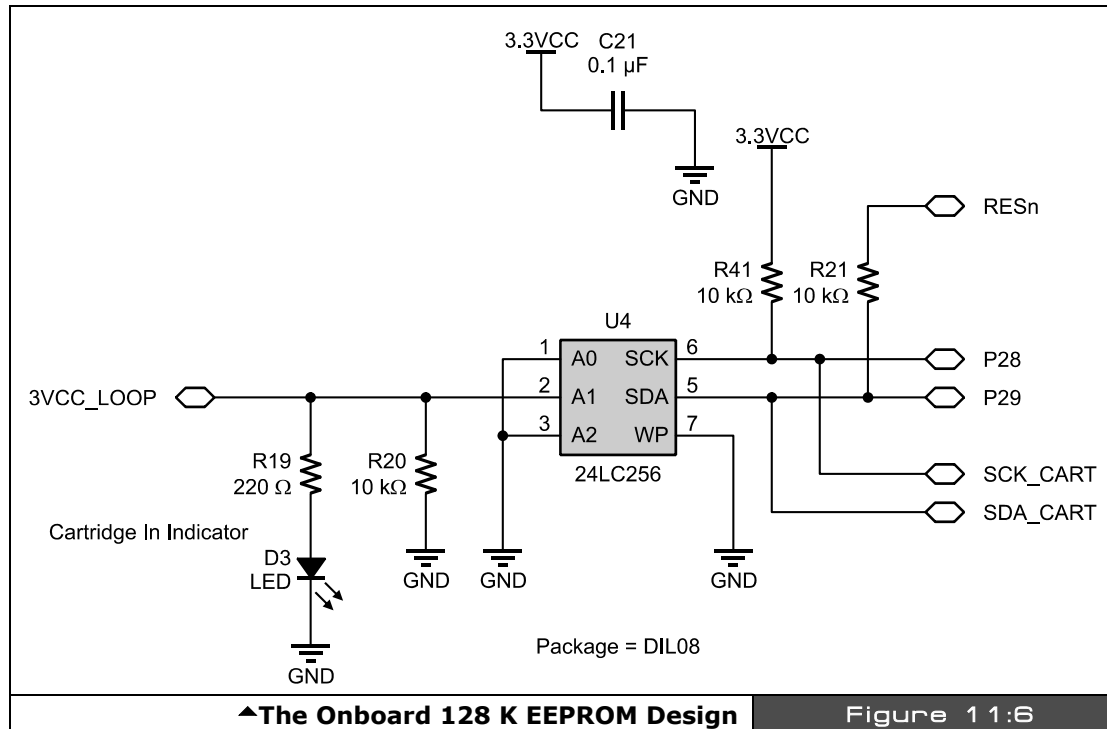 3.3VCC
C21
0.1 µF
GND
3.3VCC
RESn
R41
10 kΩ
R21
10 kΩ
U4
1
A0
SCK
6
P28
3VCC_LOOP
2
A1
SDA
5
P29
3
A2
WP
7
24LC256
R19
220 Ω
R20
10 kΩ
SCK_CART
SDA_CART
Cartridge In Indicator
D3
LED
GND
GND
GND
GND
Package = DIL08
▲The Onboard 128 K EEPROM Design
Figure 11:6